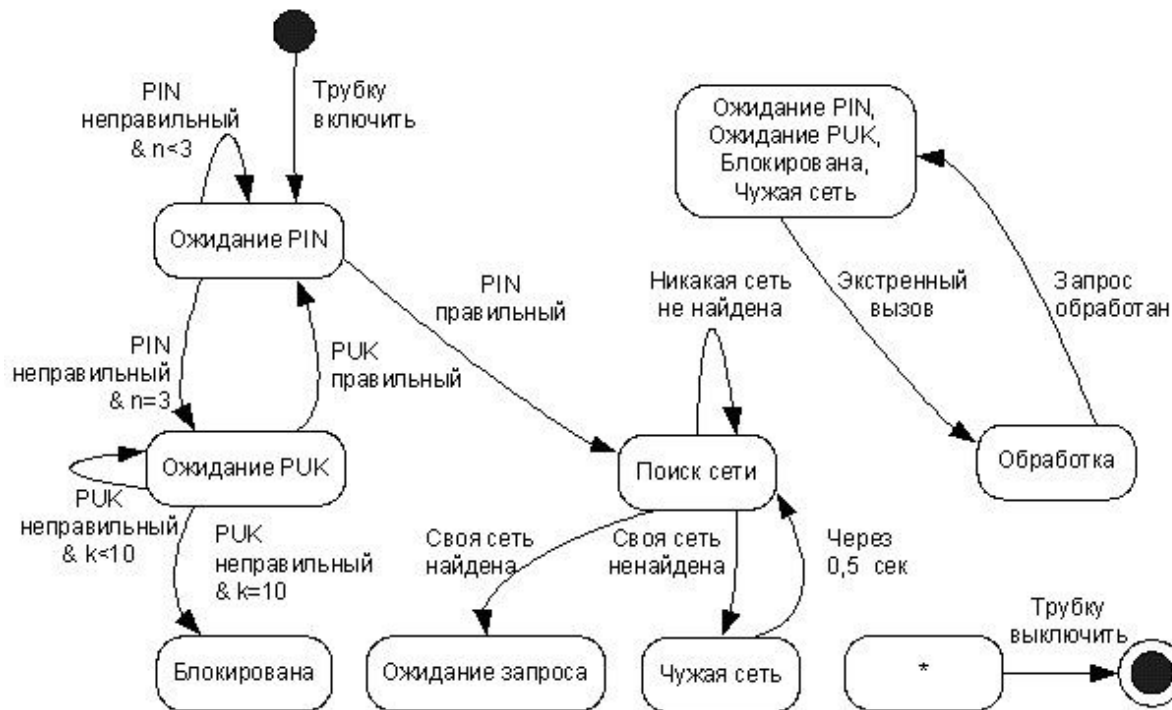 PIN
неправильный
& n<3
Трубку
включить
Ожидание PIN,
Ожидание PUK,
Блокирована,
Чужая сеть
Ожидание PIN
PIN
правильный
Никакая сеть
не найдена
Экстренный
вызов
Запрос
обработан
PIN
неправильный
& n=3
PUK
правильный
Ожидание PUK
Поиск сети
Обработка
PUK
неправильный
& k<10
PUK
неправильный
& k=10
Своя сеть
найдена
Своя сеть
ненайдена
Через
0,5 сек
Трубку
выключить
Блокирована
Ожидание запроса
Чужая сеть
*